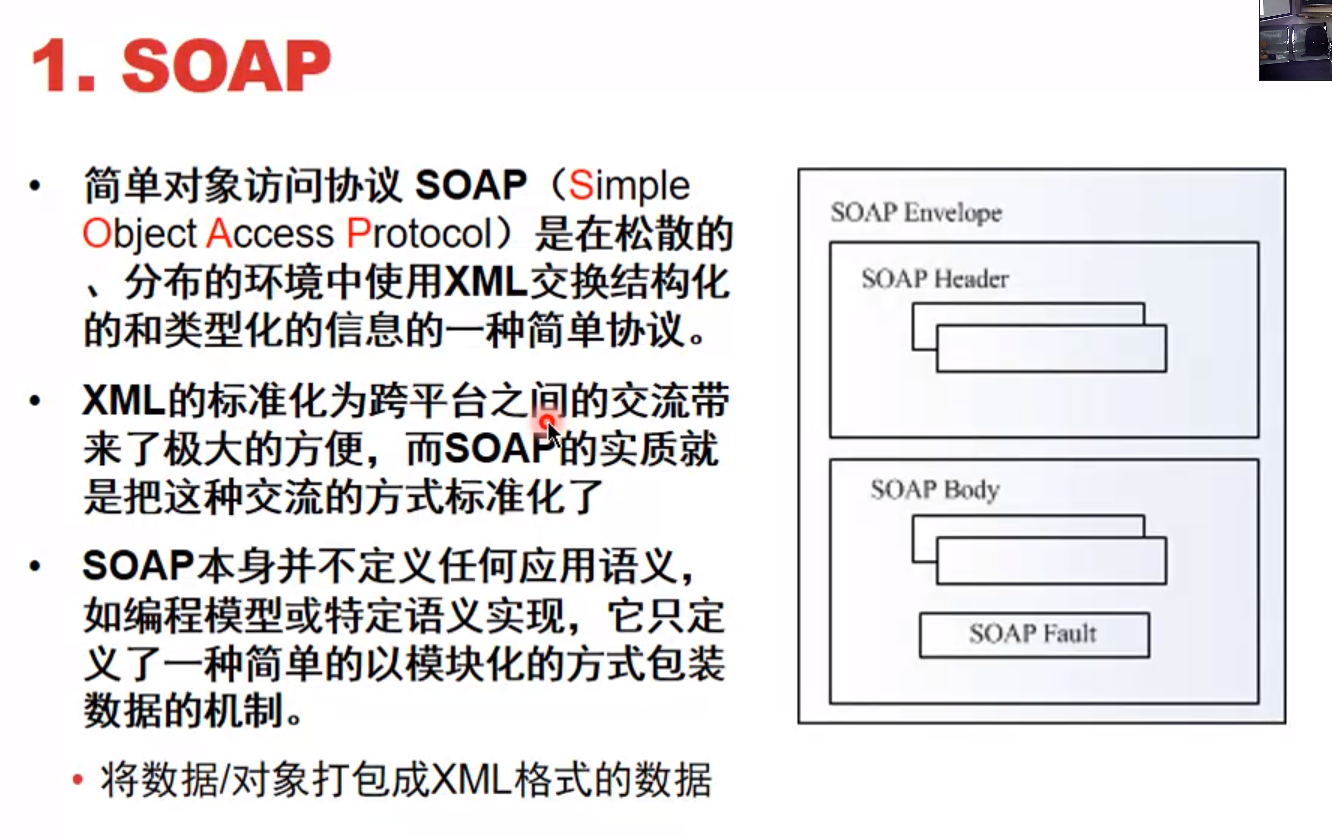 1. SOAP
• 简单对象访问协议 SOAP（Simple
Object Access Protocol）是在松散的
、分布的环境中使用XML交换结构化
的和类型化的信息的一种简单协议。
• XML的标准化为跨平台之间的交流带
来了极大的方便，而SOAP的实质就
是把这种交流的方式标准化了
• SOAP本身并不定义任何应用语义，
如编程模型或特定语义实现，它只定
义了一种简单的以模块化的方式包装
数据的机制。
• 将数据/对象打包成XML格式的数据
SOAP Envelope
SOAP Header
SOAP Body
SOAP Fault